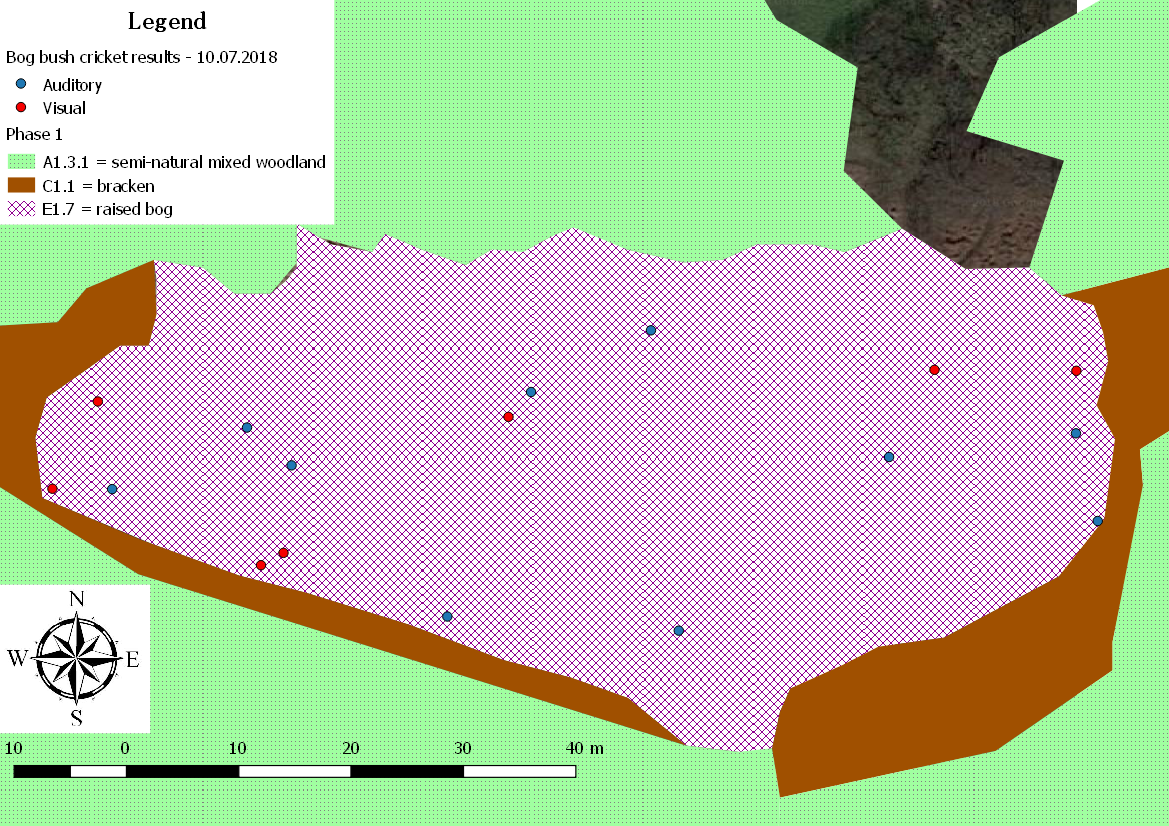 Legend
Bog bush cricket results - 10.07.2018
Auditory
Visual
Phase 1
A1.3.1 = semi-natural mixed woodland
C1.1 = bracken
E1.7 = raised bog
N
W E
S
10 0 10 20 30 40 m